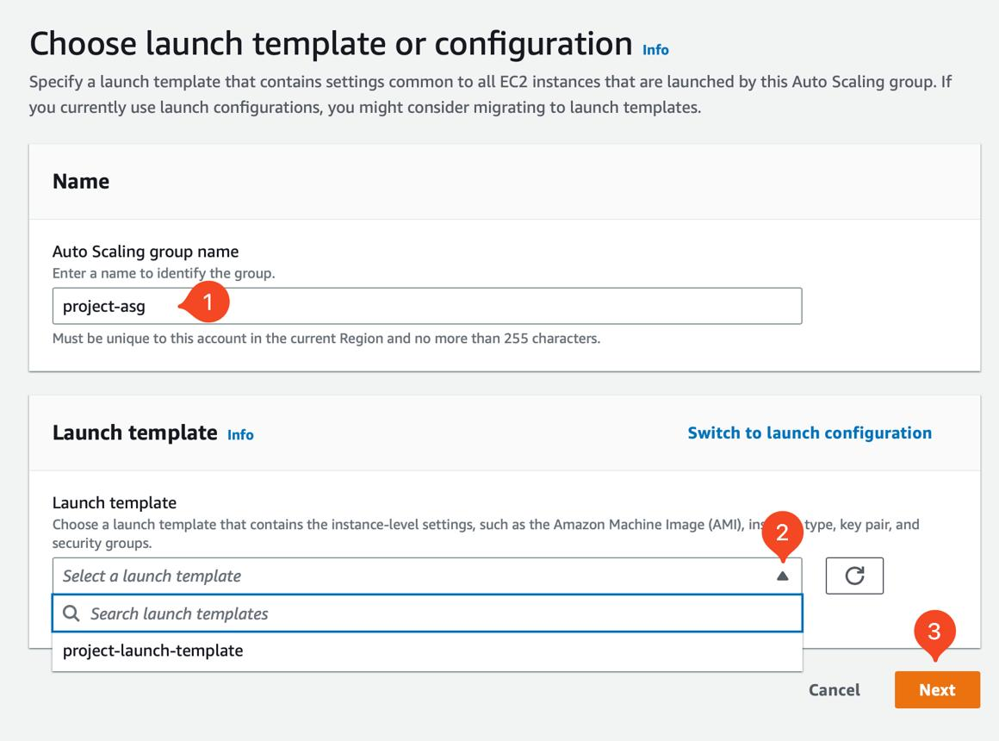 Choose launch template or configuration Info
Specify a launch template that contains settings common to all EC2 instances that are launched by this Auto Scaling group. If
you currently use launch configurations, you might consider migrating to launch templates.
Name
Auto Scaling group name
Enter a name to identify the group.
project-asg 1
Must be unique to this account in the current Region and no more than 255 characters.
Launch template Info Switch to launch configuration
Launch template
Choose a launch template that contains the instance-level settings, such as the Amazon Machine Image (AMI), type, key pair, and
security groups.
2
Select a launch template
Search launch templates
project-launch-template
3
Cancel Next